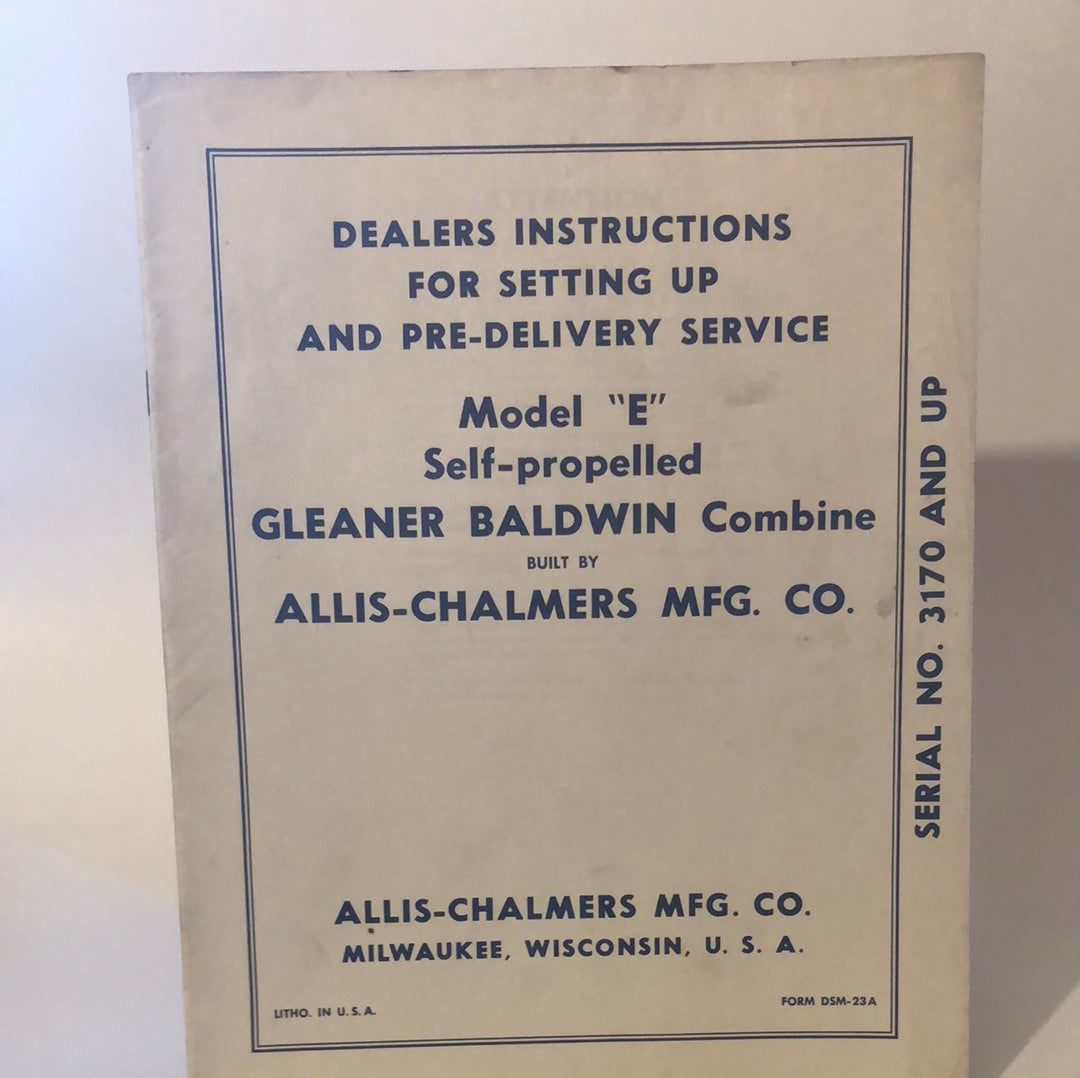 DEALERS INSTRUCTIONS
FOR SETTING UP
AND PRE-DELIVERY SERVICE
Model "E"
Self-propelled
GLEANER BALDWIN Combine
BUILT BY
ALLIS-CHALMERS MFG. CO.
ALLIS-CHALMERS MFG. CO.
MILWAUKEE, WISCONSIN, U. S. A.
LITHO. IN U. S. A.
FORM DSM-23A
SERIAL NO. 3170 AND UP